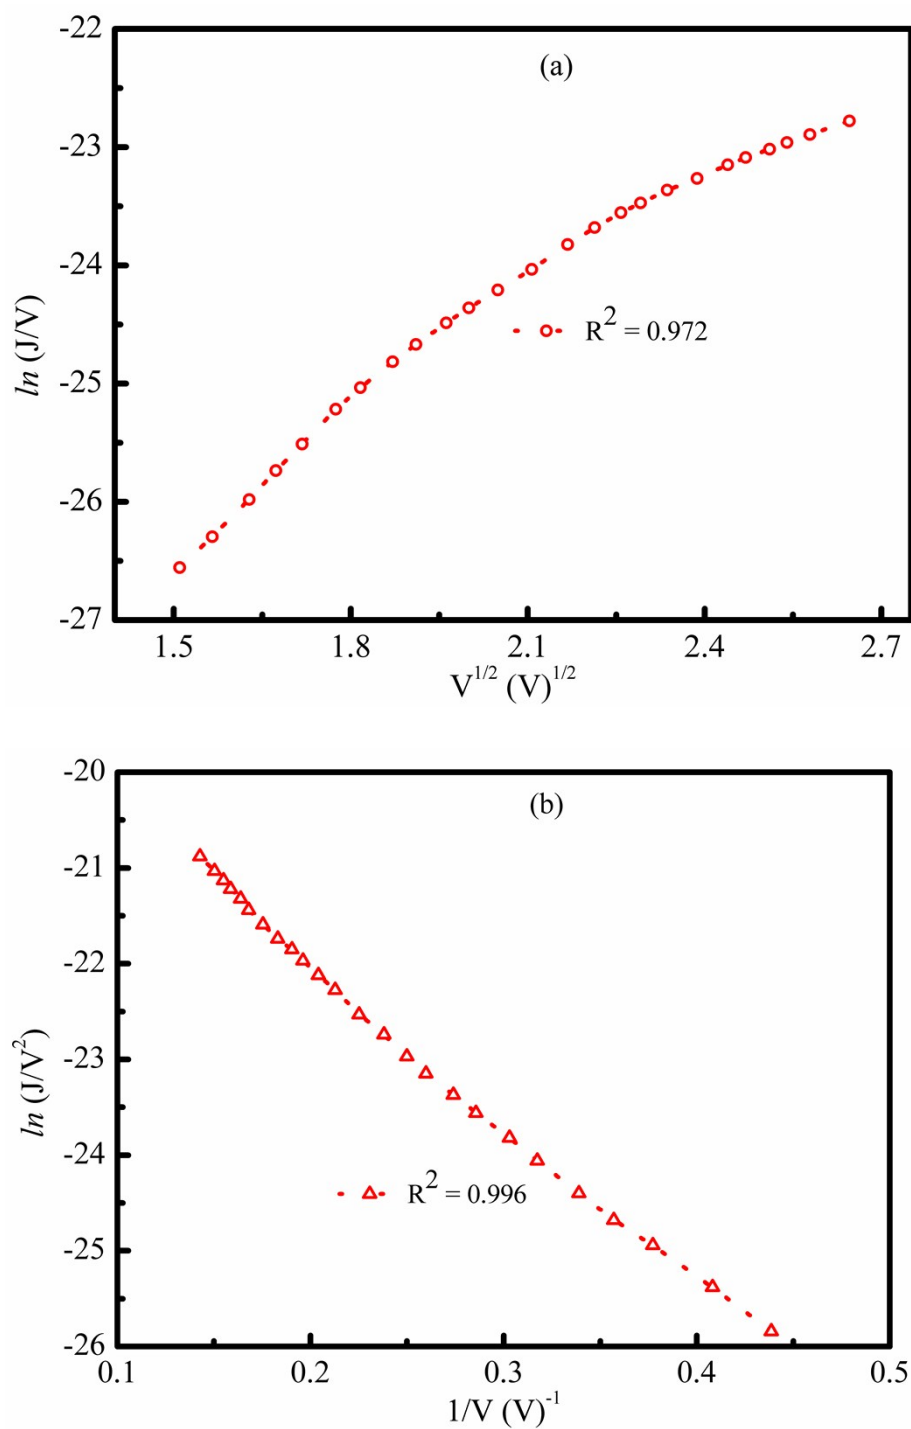 (a)
-22
-23
-24
-25
-26
-27
ln (J/V)
R² = 0.972
1.5 1.8 2.1 2.4 2.7
V¹/² (V)¹/²
(b)
-20
-21
-22
-23
-24
-25
-26
ln (J/V²)
R² = 0.996
0.1 0.2 0.3 0.4 0.5
1/V (V)⁻¹